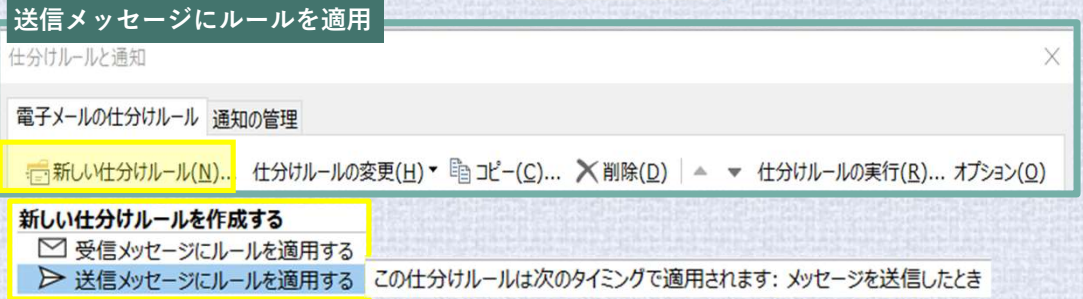 送信メッセージにルールを適用
仕分けルールと通知
電子メールの仕分けルール 通知の管理
新しい仕分けルール(N)... 仕分けルールの変更(H) コピー(C)... 削除(D) 仕分けルールの実行(R)... オプション(O)
新しい仕分けルールを作成する
受信メッセージにルールを適用する
送信メッセージにルールを適用する この仕分けルールは次のタイミングで適用されます: メッセージを送信したとき